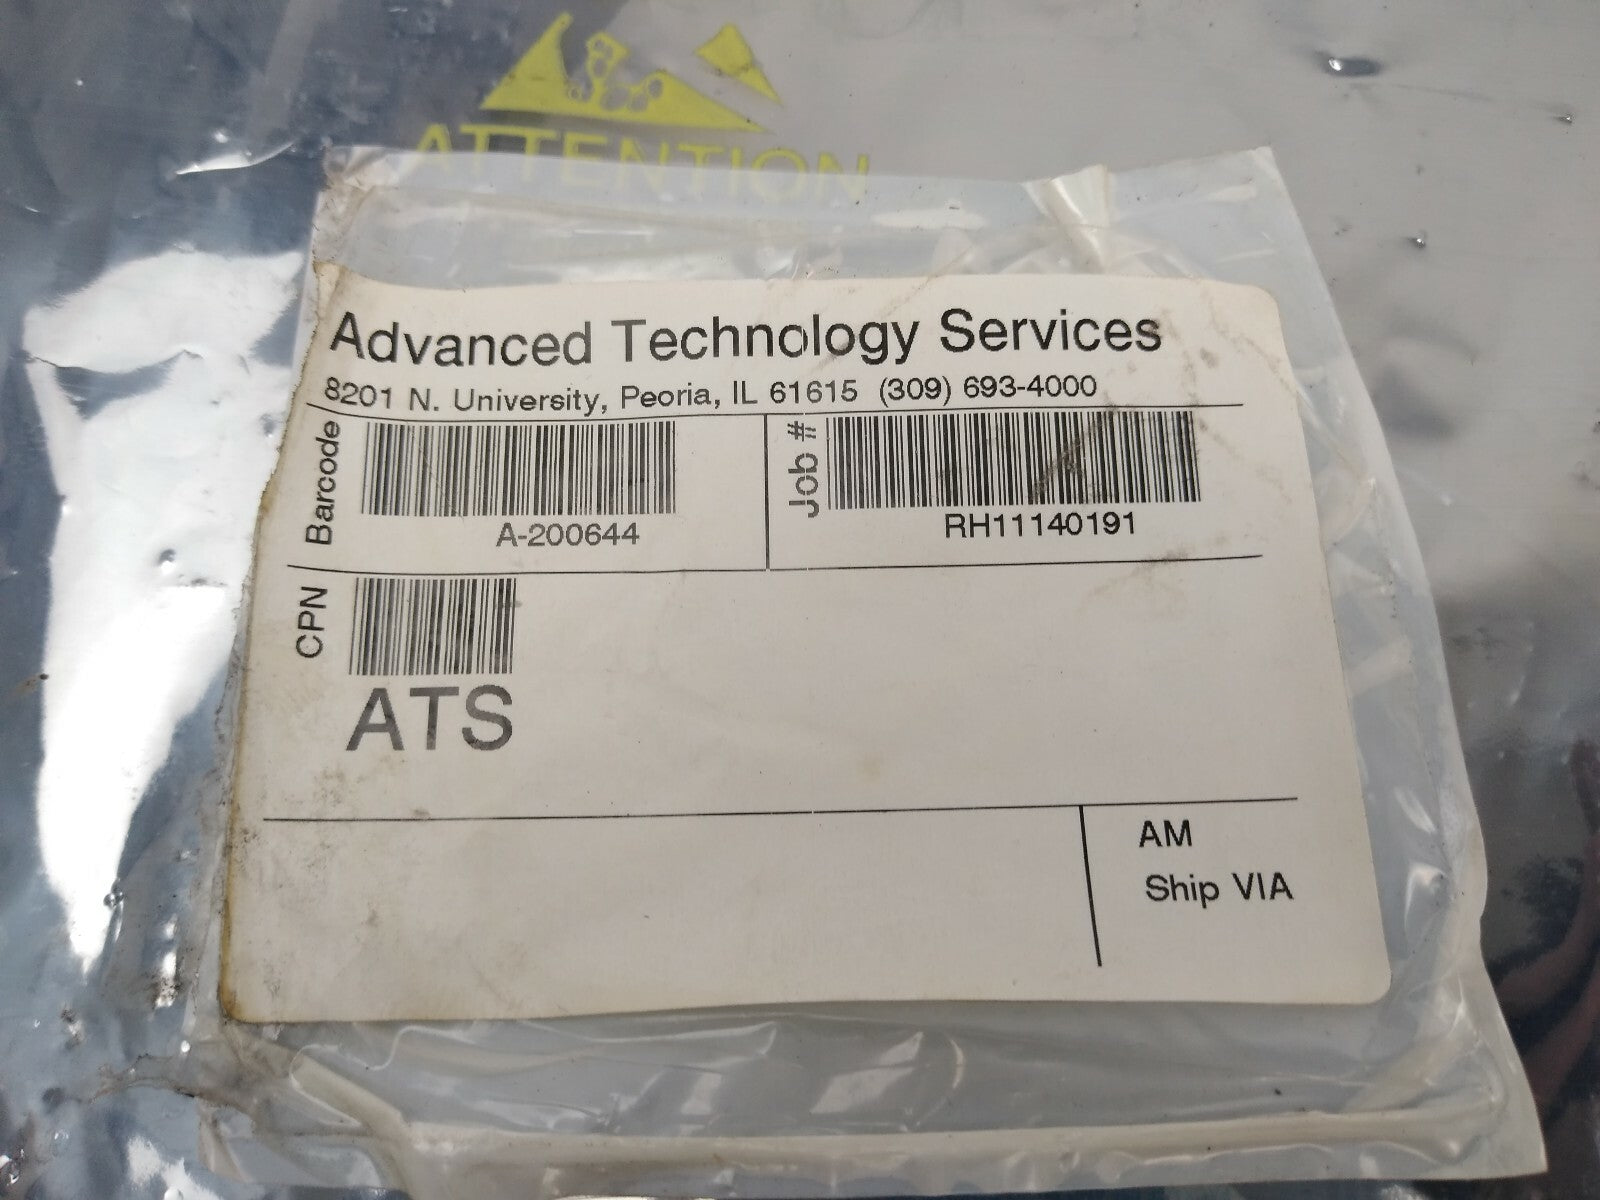 ATTENTION
Advanced Technology Services
8201 N. University, Peoria, IL 61615 (309) 693-4000
Barcode
A-200644
Job #
RH11140191
CPN
ATS
AM
Ship VIA